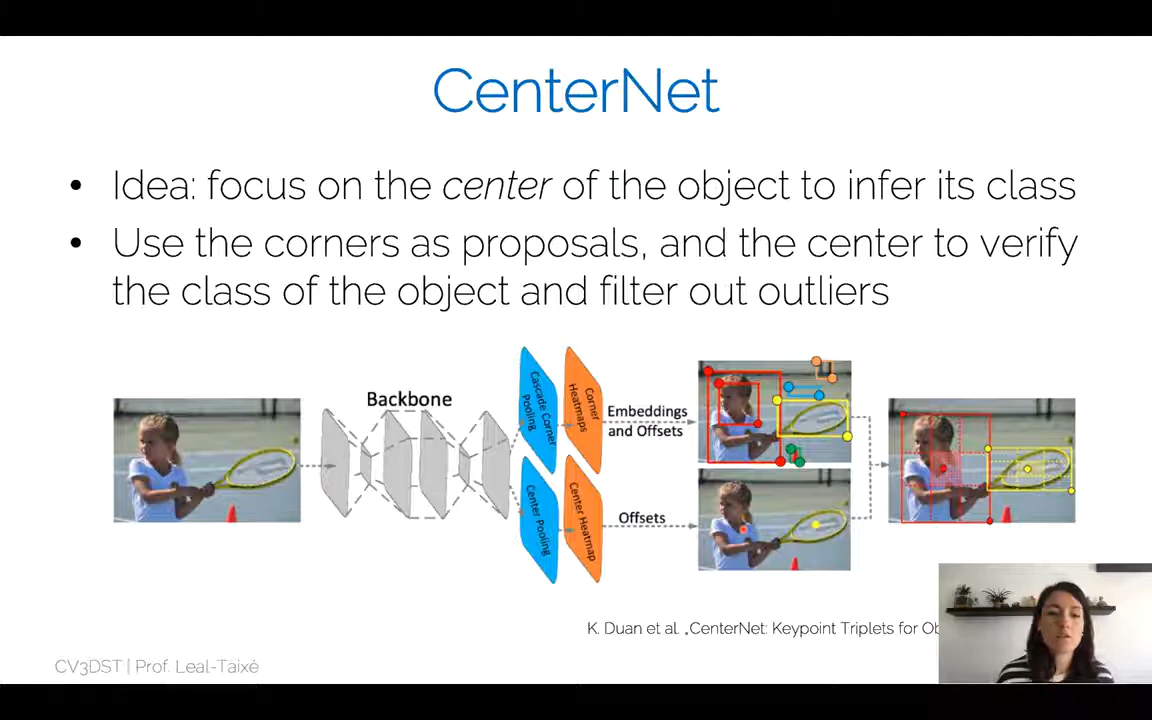 CenterNet
• Idea: focus on the center of the object to infer its class
• Use the corners as proposals, and the center to verify
the class of the object and filter out outliers
Backbone
Cascade Corner
Pooling
Corner
Heatmaps
Embeddings
and Offsets
Center Pooling
Center Heatmap
Offsets
K. Duan et al. „CenterNet: Keypoint Triplets for
CV3DST | Prof. Leal-Taixé